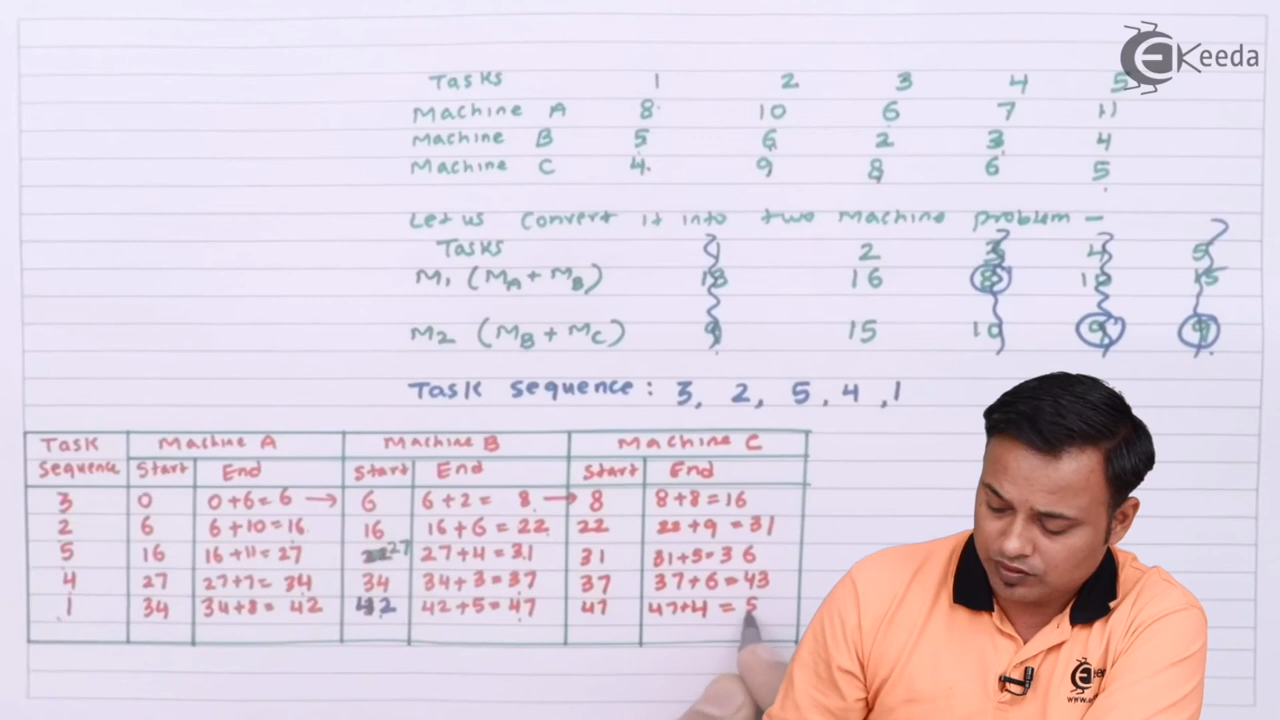 EKeeda
Tasks 1 2 3 4 5
Machine A 8 10 6 7 11
Machine B 5 6 2 3 4
Machine C 4 9 8 6 5
Let us convert it into two machine problem -
Tasks 1 2 3 4 5
M1 (MA + MB) 18 16 8 10 15
M2 (MB + MC) 9 15 10 9 9
Task sequence : 3, 2, 5, 4, 1
Task Machine A Machine B Machine C
Sequence Start End Start End Start End
3 0 0+6=6 → 6 6+2= 8 → 8 8+8=16
2 6 6+10=16 16 16+6=22 22 22+9=31
5 16 16+11=27 27 27+4=31 31 31+5=36
4 27 27+7=34 34 34+3=37 37 37+6=43
1 34 34+8=42 42 42+5=47 47 47+4=5